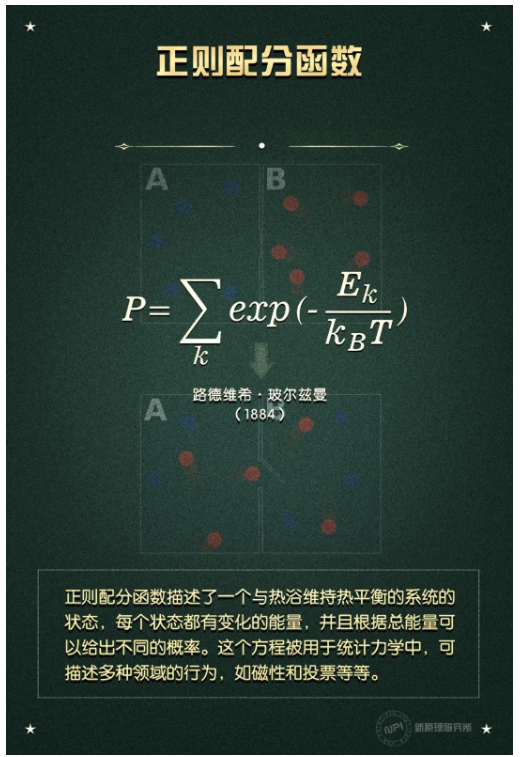 正则配分函数
A B
P=∑exp(-E_k/k_BT)
k
路德维希·玻尔兹曼
（1884）
A B
正则配分函数描述了一个与热浴维持热平衡的系统的
状态，每个状态都有变化的能量，并且根据总能量可
以给出不同的概率。这个方程被用于统计力学中，可
描述多种领域的行为，如磁性和投票等等。
NPI 新原理研究所